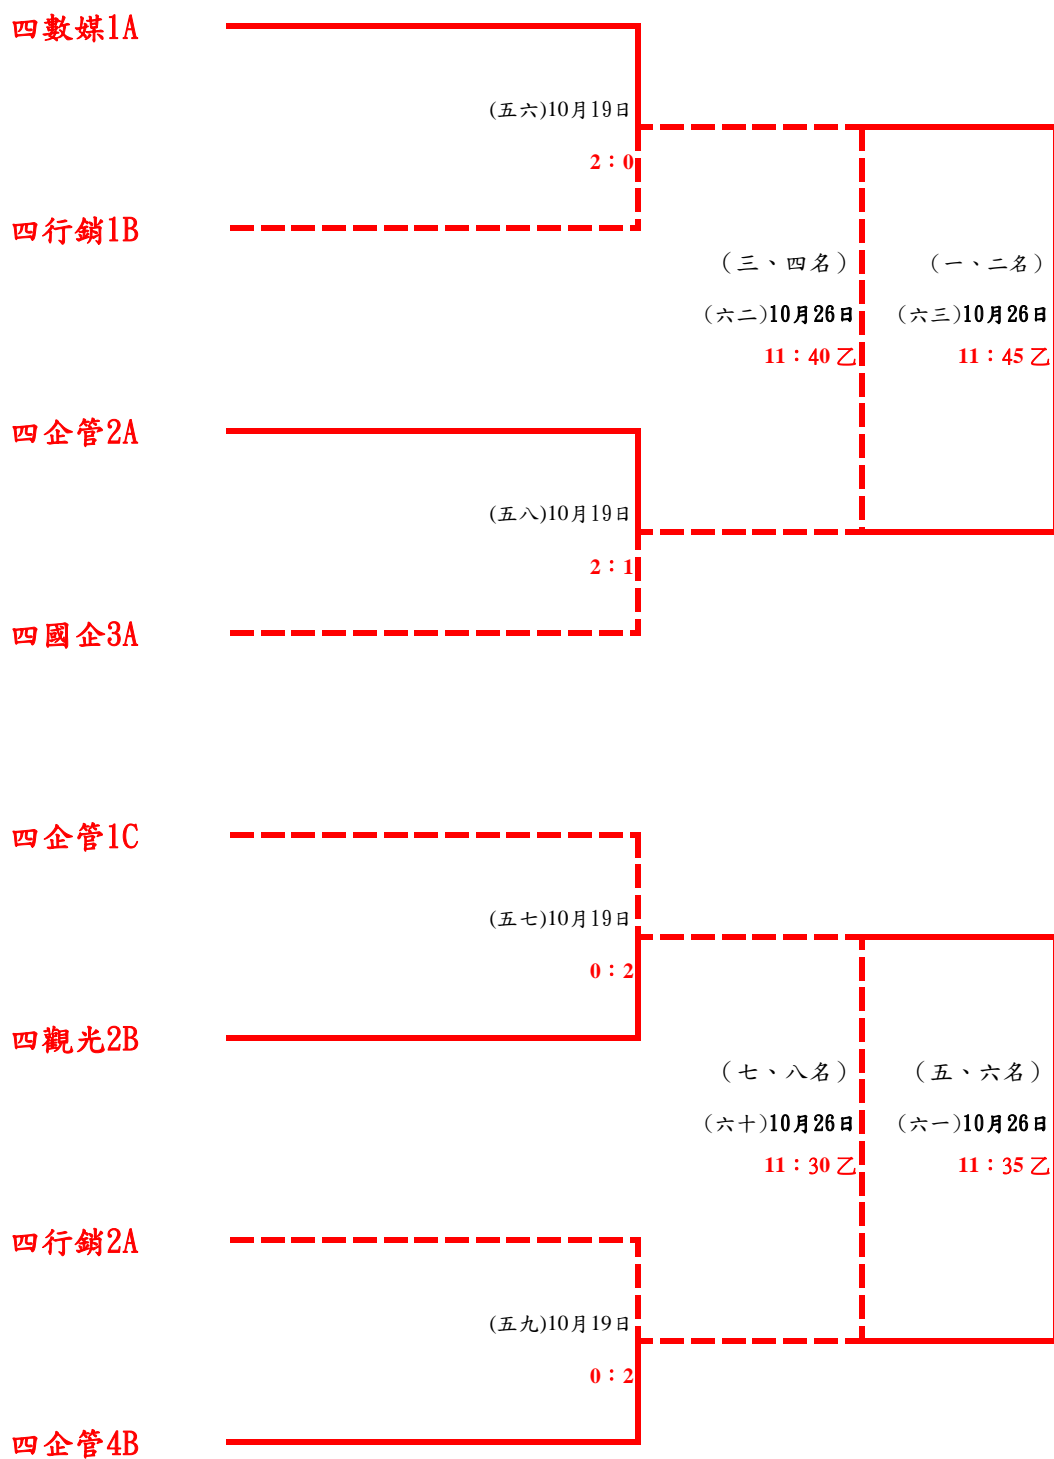 四數媒1A
(五六)10月19日
2：0
四行銷1B
（三、四名）
（一、二名）
(六二)10月26日
(六三)10月26日
11：40 乙
11：45 乙
四企管2A
(五八)10月19日
2：1
四國企3A
四企管1C
(五七)10月19日
0：2
四觀光2B
（七、八名）
（五、六名）
(六十)10月26日
(六一)10月26日
11：30 乙
11：35 乙
四行銷2A
(五九)10月19日
0：2
四企管4B